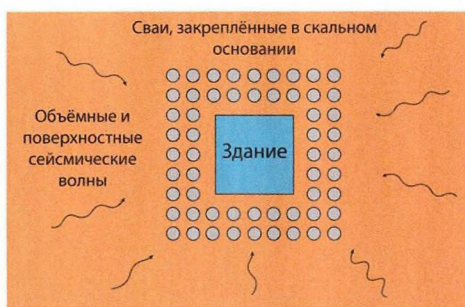 Сваи, закреплённые в скальном
основании
Объёмные и
поверхностные
сейсмические
волны
Здание